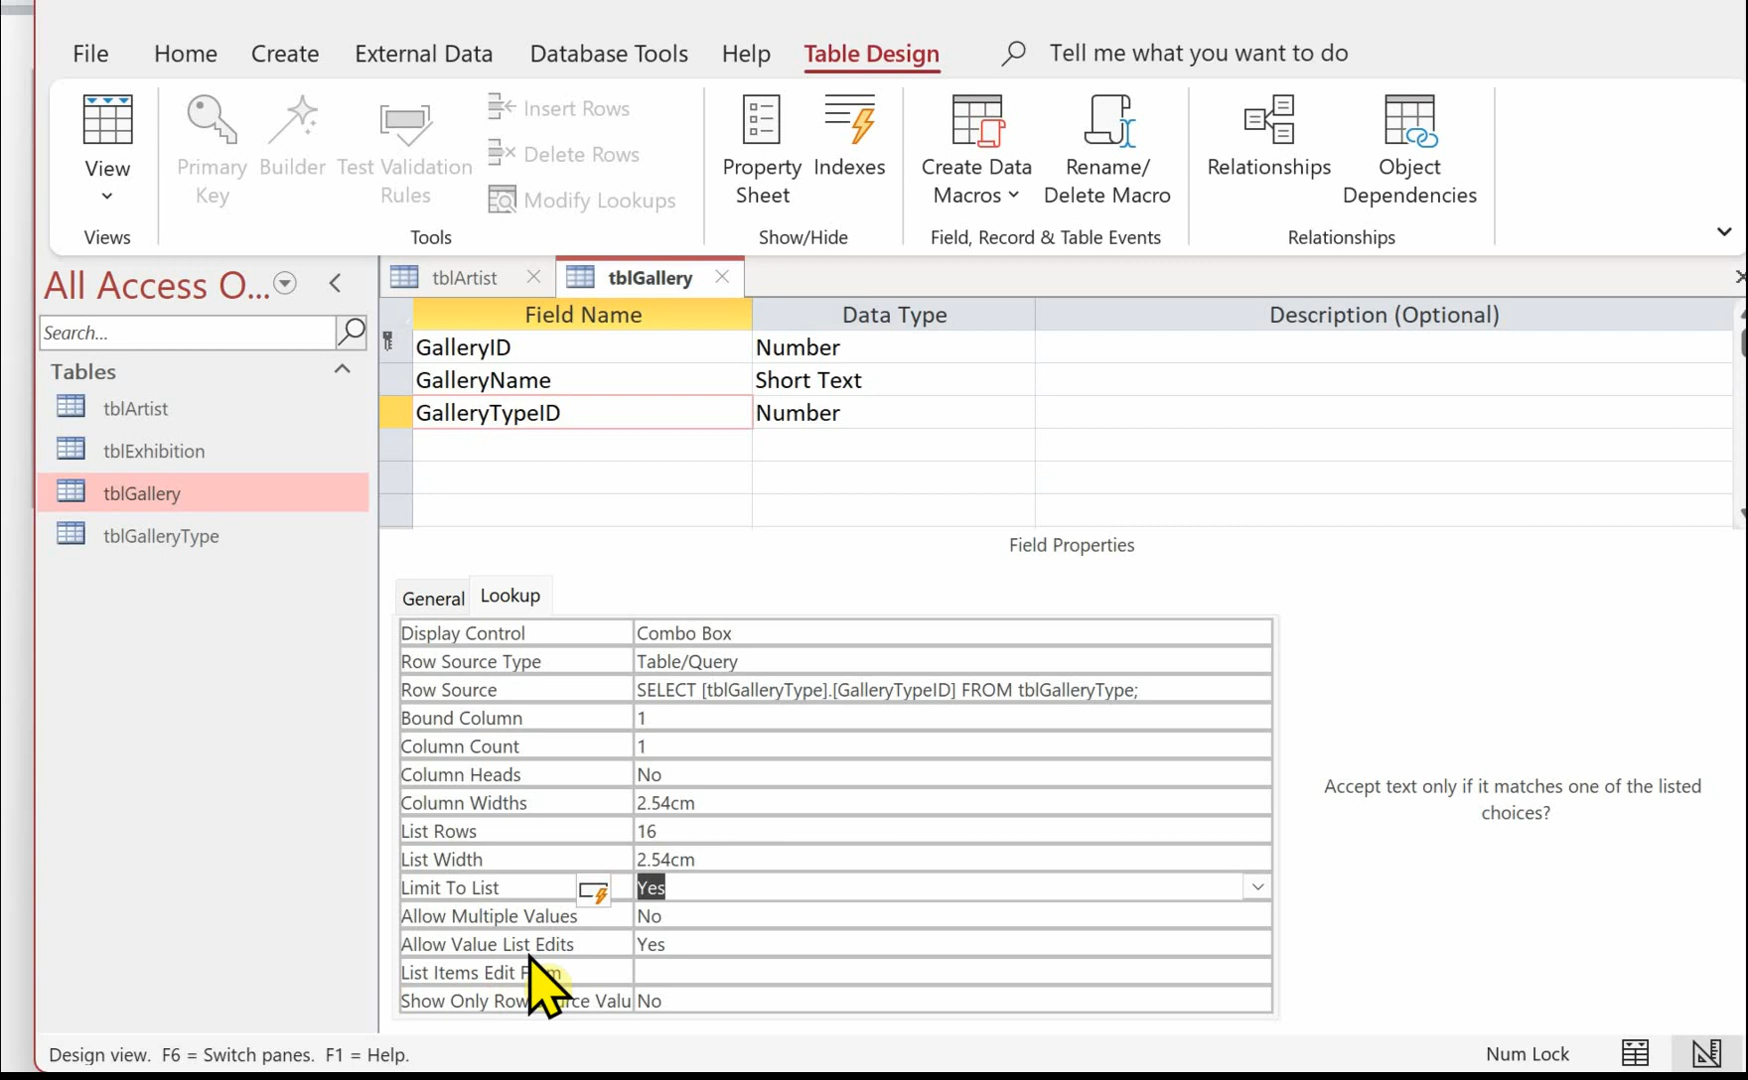 File Home Create External Data Database Tools Help Table Design Tell me what you want to do
View
Primary Key
Builder
Test Validation Rules
Insert Rows
Delete Rows
Modify Lookups
Property Sheet
Indexes
Create Data Macros
Rename/ Delete Macro
Relationships
Object Dependencies
Views Tools Show/Hide Field, Record & Table Events Relationships
All Access O...
Search...
Tables
tblArtist
tblExhibition
tblGallery
tblGalleryType
tblArtist tblGallery
Field Name Data Type Description (Optional)
GalleryID Number
GalleryName Short Text
GalleryTypeID Number
Field Properties
General Lookup
Display Control Combo Box
Row Source Type Table/Query
Row Source SELECT [tblGalleryType].[GalleryTypeID] FROM tblGalleryType;
Bound Column 1
Column Count 1
Column Heads No
Column Widths 2.54cm
List Rows 16
List Width 2.54cm
Limit To List Yes
Allow Multiple Values No
Allow Value List Edits Yes
List Items Edit
Show Only Row Valu No
Accept text only if it matches one of the listed
choices?
Design view. F6 = Switch panes. F1 = Help. Num Lock